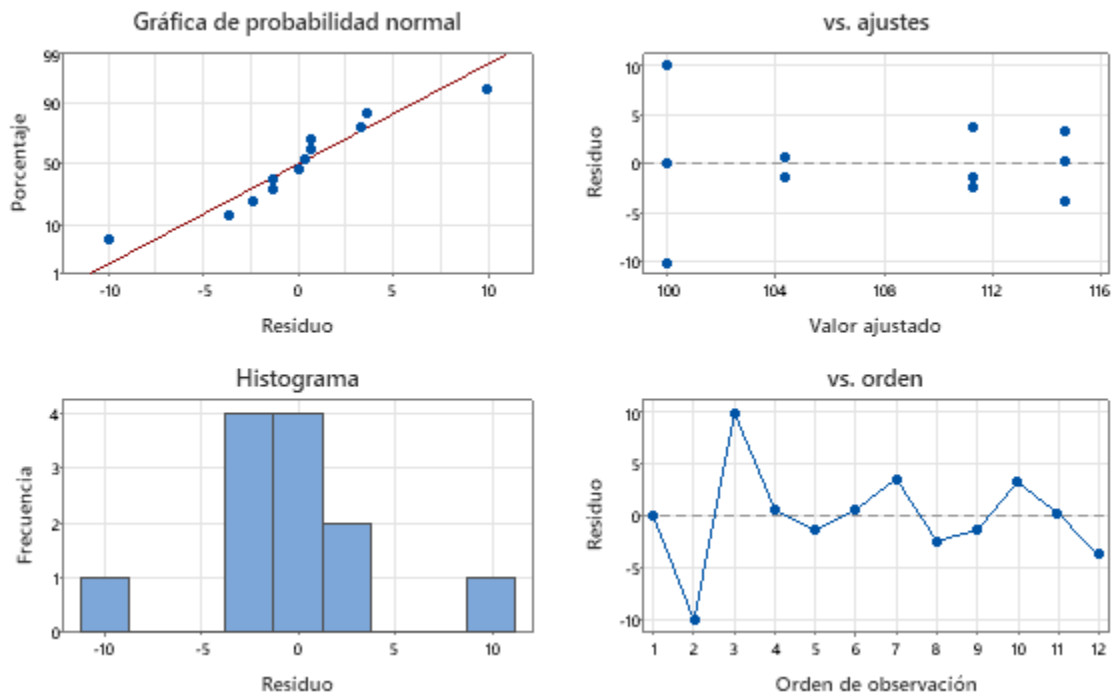 Gráfica de probabilidad normal
99
90
50
10
1
Porcentaje
-10 -5 0 5 10
Residuo
vs. ajustes
10
5
0
-5
-10
Residuo
100 104 108 112 116
Valor ajustado
Histograma
4
3
2
1
0
Frecuencia
-10 -5 0 5 10
Residuo
vs. orden
10
5
0
-5
-10
Residuo
1 2 3 4 5 6 7 8 9 10 11 12
Orden de observación